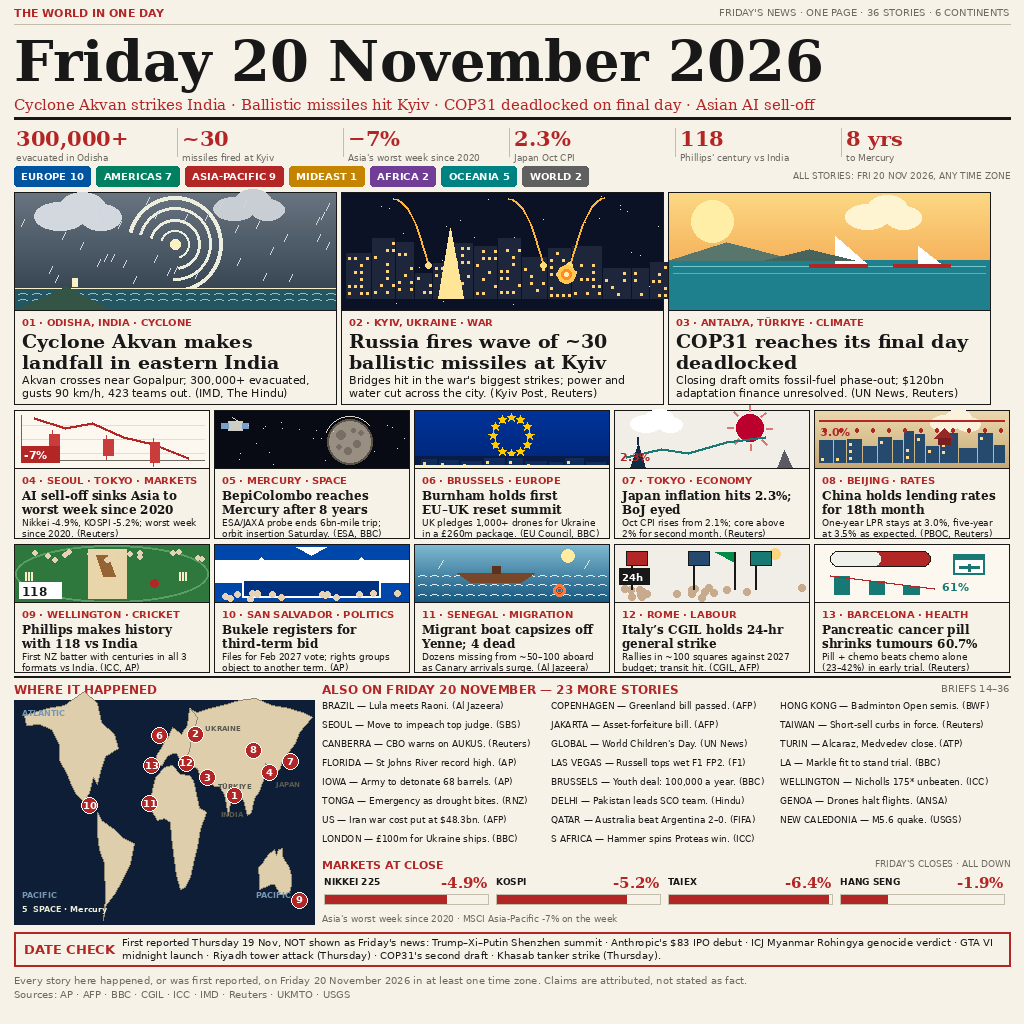 THE WORLD IN ONE DAY
FRIDAY'S NEWS · ONE PAGE · 36 STORIES · 6 CONTINENTS
Friday 20 November 2026
Cyclone Akvan strikes India · Ballistic missiles hit Kyiv · COP31 deadlocked on final day · Asian AI sell-off
300,000+
evacuated in Odisha
~30
missiles fired at Kyiv
−7%
Asia's worst week since 2020
2.3%
Japan Oct CPI
118
Phillips' century vs India
8 yrs
to Mercury
EUROPE 10
AMERICAS 7
ASIA-PACIFIC 9
MIDEAST 1
AFRICA 2
OCEANIA 5
WORLD 2
ALL STORIES: FRI 20 NOV 2026, ANY TIME ZONE
01 · ODISHA, INDIA · CYCLONE
Cyclone Akvan makes
landfall in eastern India
Akvan crosses near Gopalpur; 300,000+ evacuated,
gusts 90 km/h, 423 teams out. (IMD, The Hindu)
02 · KYIV, UKRAINE · WAR
Russia fires wave of ~30
ballistic missiles at Kyiv
Bridges hit in the war's biggest strikes; power and
water cut across the city. (Kyiv Post, Reuters)
03 · ANTALYA, TÜRKIYE · CLIMATE
COP31 reaches its final day
deadlocked
Closing draft omits fossil-fuel phase-out; $120bn
adaptation finance unresolved. (UN News, Reuters)
-7%
04 · SEOUL · TOKYO · MARKETS
AI sell-off sinks Asia to
worst week since 2020
Nikkei -4.9%, KOSPI -5.2%; worst week
since 2020. (Reuters)
05 · MERCURY · SPACE
BepiColombo reaches
Mercury after 8 years
ESA/JAXA probe ends 6bn-mile trip;
orbit insertion Saturday. (ESA, BBC)
06 · BRUSSELS · EUROPE
Burnham holds first
EU–UK reset summit
UK pledges 1,000+ drones for Ukraine
in a £260m package. (EU Council, BBC)
2.3%
07 · TOKYO · ECONOMY
Japan inflation hits 2.3%;
BoJ eyed
Oct CPI rises from 2.1%; core above
2% for second month. (Reuters)
3.0%
08 · BEIJING · RATES
China holds lending rates
for 18th month
One-year LPR stays at 3.0%, five-year
at 3.5% as expected. (PBOC, Reuters)
118
09 · WELLINGTON · CRICKET
Phillips makes history
with 118 vs India
First NZ batter with centuries in all 3
formats vs India. (ICC, AP)
10 · SAN SALVADOR · POLITICS
Bukele registers for
third-term bid
Files for Feb 2027 vote; rights groups
object to another term. (AP)
11 · SENEGAL · MIGRATION
Migrant boat capsizes off
Yenne; 4 dead
Dozens missing from ~50–100 aboard
as Canary arrivals surge. (Al Jazeera)
24h
12 · ROME · LABOUR
Italy's CGIL holds 24-hr
general strike
Rallies in ~100 squares against 2027
budget; transit hit. (CGIL, AFP)
61%
13 · BARCELONA · HEALTH
Pancreatic cancer pill
shrinks tumours 60.7%
Pill + chemo beats chemo alone
(23–42%) in early trial. (Reuters)
WHERE IT HAPPENED
ATLANTIC
UKRAINE
TÜRKIYE
INDIA
JAPAN
PACIFIC
PACIFIC
6
2
8
13
12
7
4
3
1
10
11
9
5 SPACE · Mercury
ALSO ON FRIDAY 20 NOVEMBER — 23 MORE STORIES
BRIEFS 14–36
BRAZIL — Lula meets Raoni. (Al Jazeera)
SEOUL — Move to impeach top judge. (SBS)
CANBERRA — CBO warns on AUKUS. (Reuters)
FLORIDA — St Johns River record high. (AP)
IOWA — Army to detonate 68 barrels. (AP)
TONGA — Emergency as drought bites. (RNZ)
US — Iran war cost put at $48.3bn. (AFP)
LONDON — £100m for Ukraine ships. (BBC)
COPENHAGEN — Greenland bill passed. (AFP)
JAKARTA — Asset-forfeiture bill. (AFP)
GLOBAL — World Children's Day. (UN News)
LAS VEGAS — Russell tops wet F1 FP2. (F1)
BRUSSELS — Youth deal: 100,000 a year. (BBC)
DELHI — Pakistan leads SCO team. (Hindu)
QATAR — Australia beat Argentina 2–0. (FIFA)
S AFRICA — Hammer spins Proteas win. (ICC)
HONG KONG — Badminton Open semis. (BWF)
TAIWAN — Short-sell curbs in force. (Reuters)
TURIN — Alcaraz, Medvedev close. (ATP)
LA — Markle fit to stand trial. (BBC)
WELLINGTON — Nicholls 175* unbeaten. (ICC)
GENOA — Drones halt flights. (ANSA)
NEW CALEDONIA — M5.6 quake. (USGS)
MARKETS AT CLOSE
FRIDAY'S CLOSES · ALL DOWN
NIKKEI 225 -4.9%
KOSPI -5.2%
TAIEX -6.4%
HANG SENG -1.9%
Asia's worst week since 2020 · MSCI Asia-Pacific -7% on the week
DATE CHECK
First reported Thursday 19 Nov, NOT shown as Friday's news: Trump–Xi–Putin Shenzhen summit · Anthropic's $83 IPO debut · ICJ Myanmar Rohingya genocide verdict · GTA VI
midnight launch · Riyadh tower attack (Thursday) · COP31's second draft · Khasab tanker strike (Thursday).
Every story here happened, or was first reported, on Friday 20 November 2026 in at least one time zone. Claims are attributed, not stated as fact.
Sources: AP · AFP · BBC · CGIL · ICC · IMD · Reuters · UKMTO · USGS